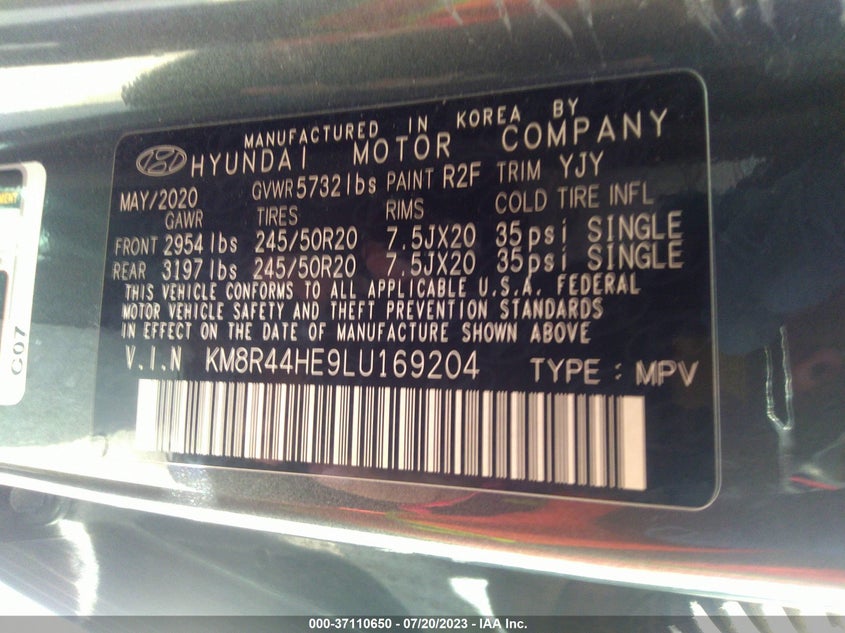 MANUFACTURED IN KOREA BY
HYUNDAI MOTOR COMPANY
MAY/2020 GVWR 5732 lbs PAINT R2F TRIM YJY
GAWR TIRES RIMS COLD TIRE INFL
FRONT 2954 lbs 245/50R20 7.5JX20 35psi SINGLE
REAR 3197 lbs 245/50R20 7.5JX20 35psi SINGLE
THIS VEHICLE CONFORMS TO ALL APPLICABLE U.S.A. FEDERAL
MOTOR VEHICLE SAFETY AND THEFT PREVENTION STANDARDS
IN EFFECT ON THE DATE OF MANUFACTURE SHOWN ABOVE
V.I.N KM8R44HE9LU169204 TYPE : MPV
C07
000-37110650 - 07/20/2023 - IAA Inc.